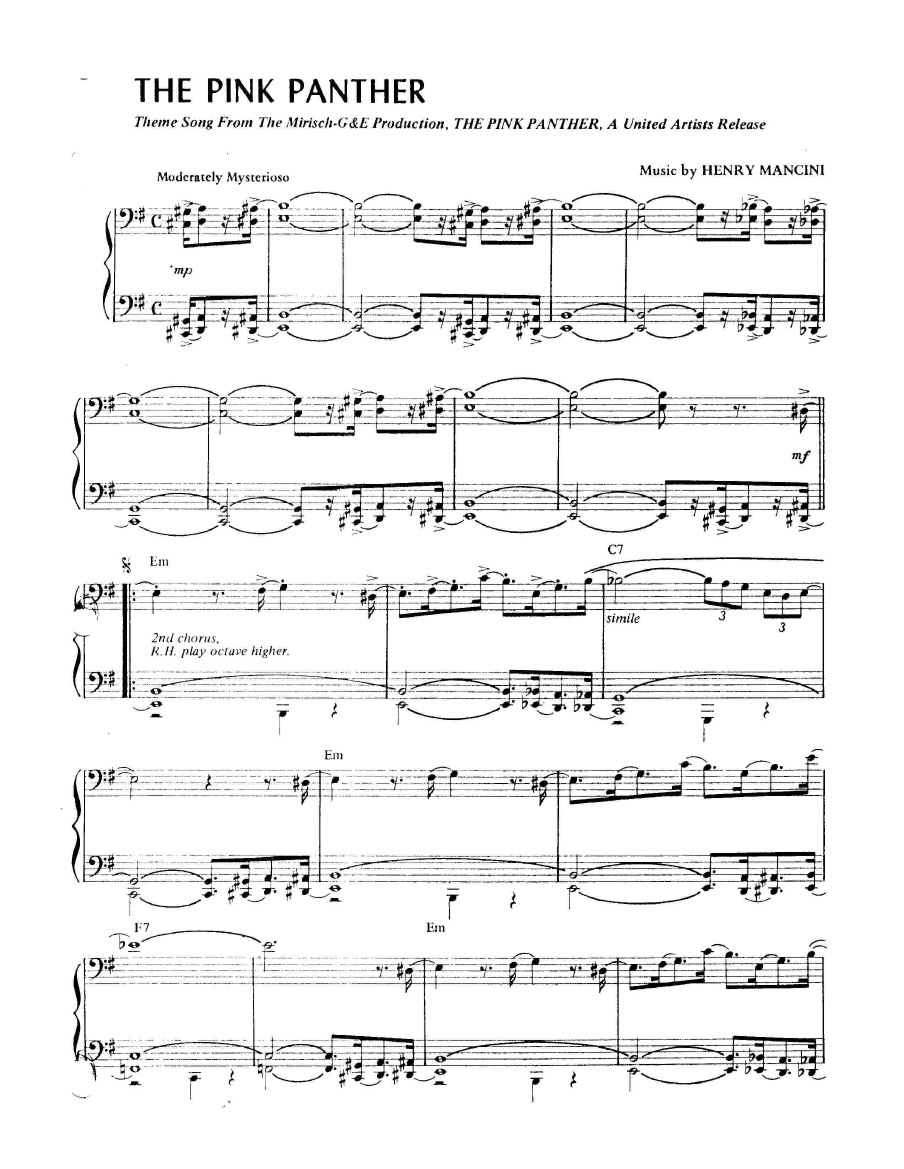 THE PINK PANTHER
Theme Song From The Mirisch-G&E Production, THE PINK PANTHER, A United Artists Release
Music by HENRY MANCINI
Moderately Mysterioso
mp
mf
Em
C7
simile
3
3
2nd chorus,
R.H. play octave higher.
Em
F7
Em